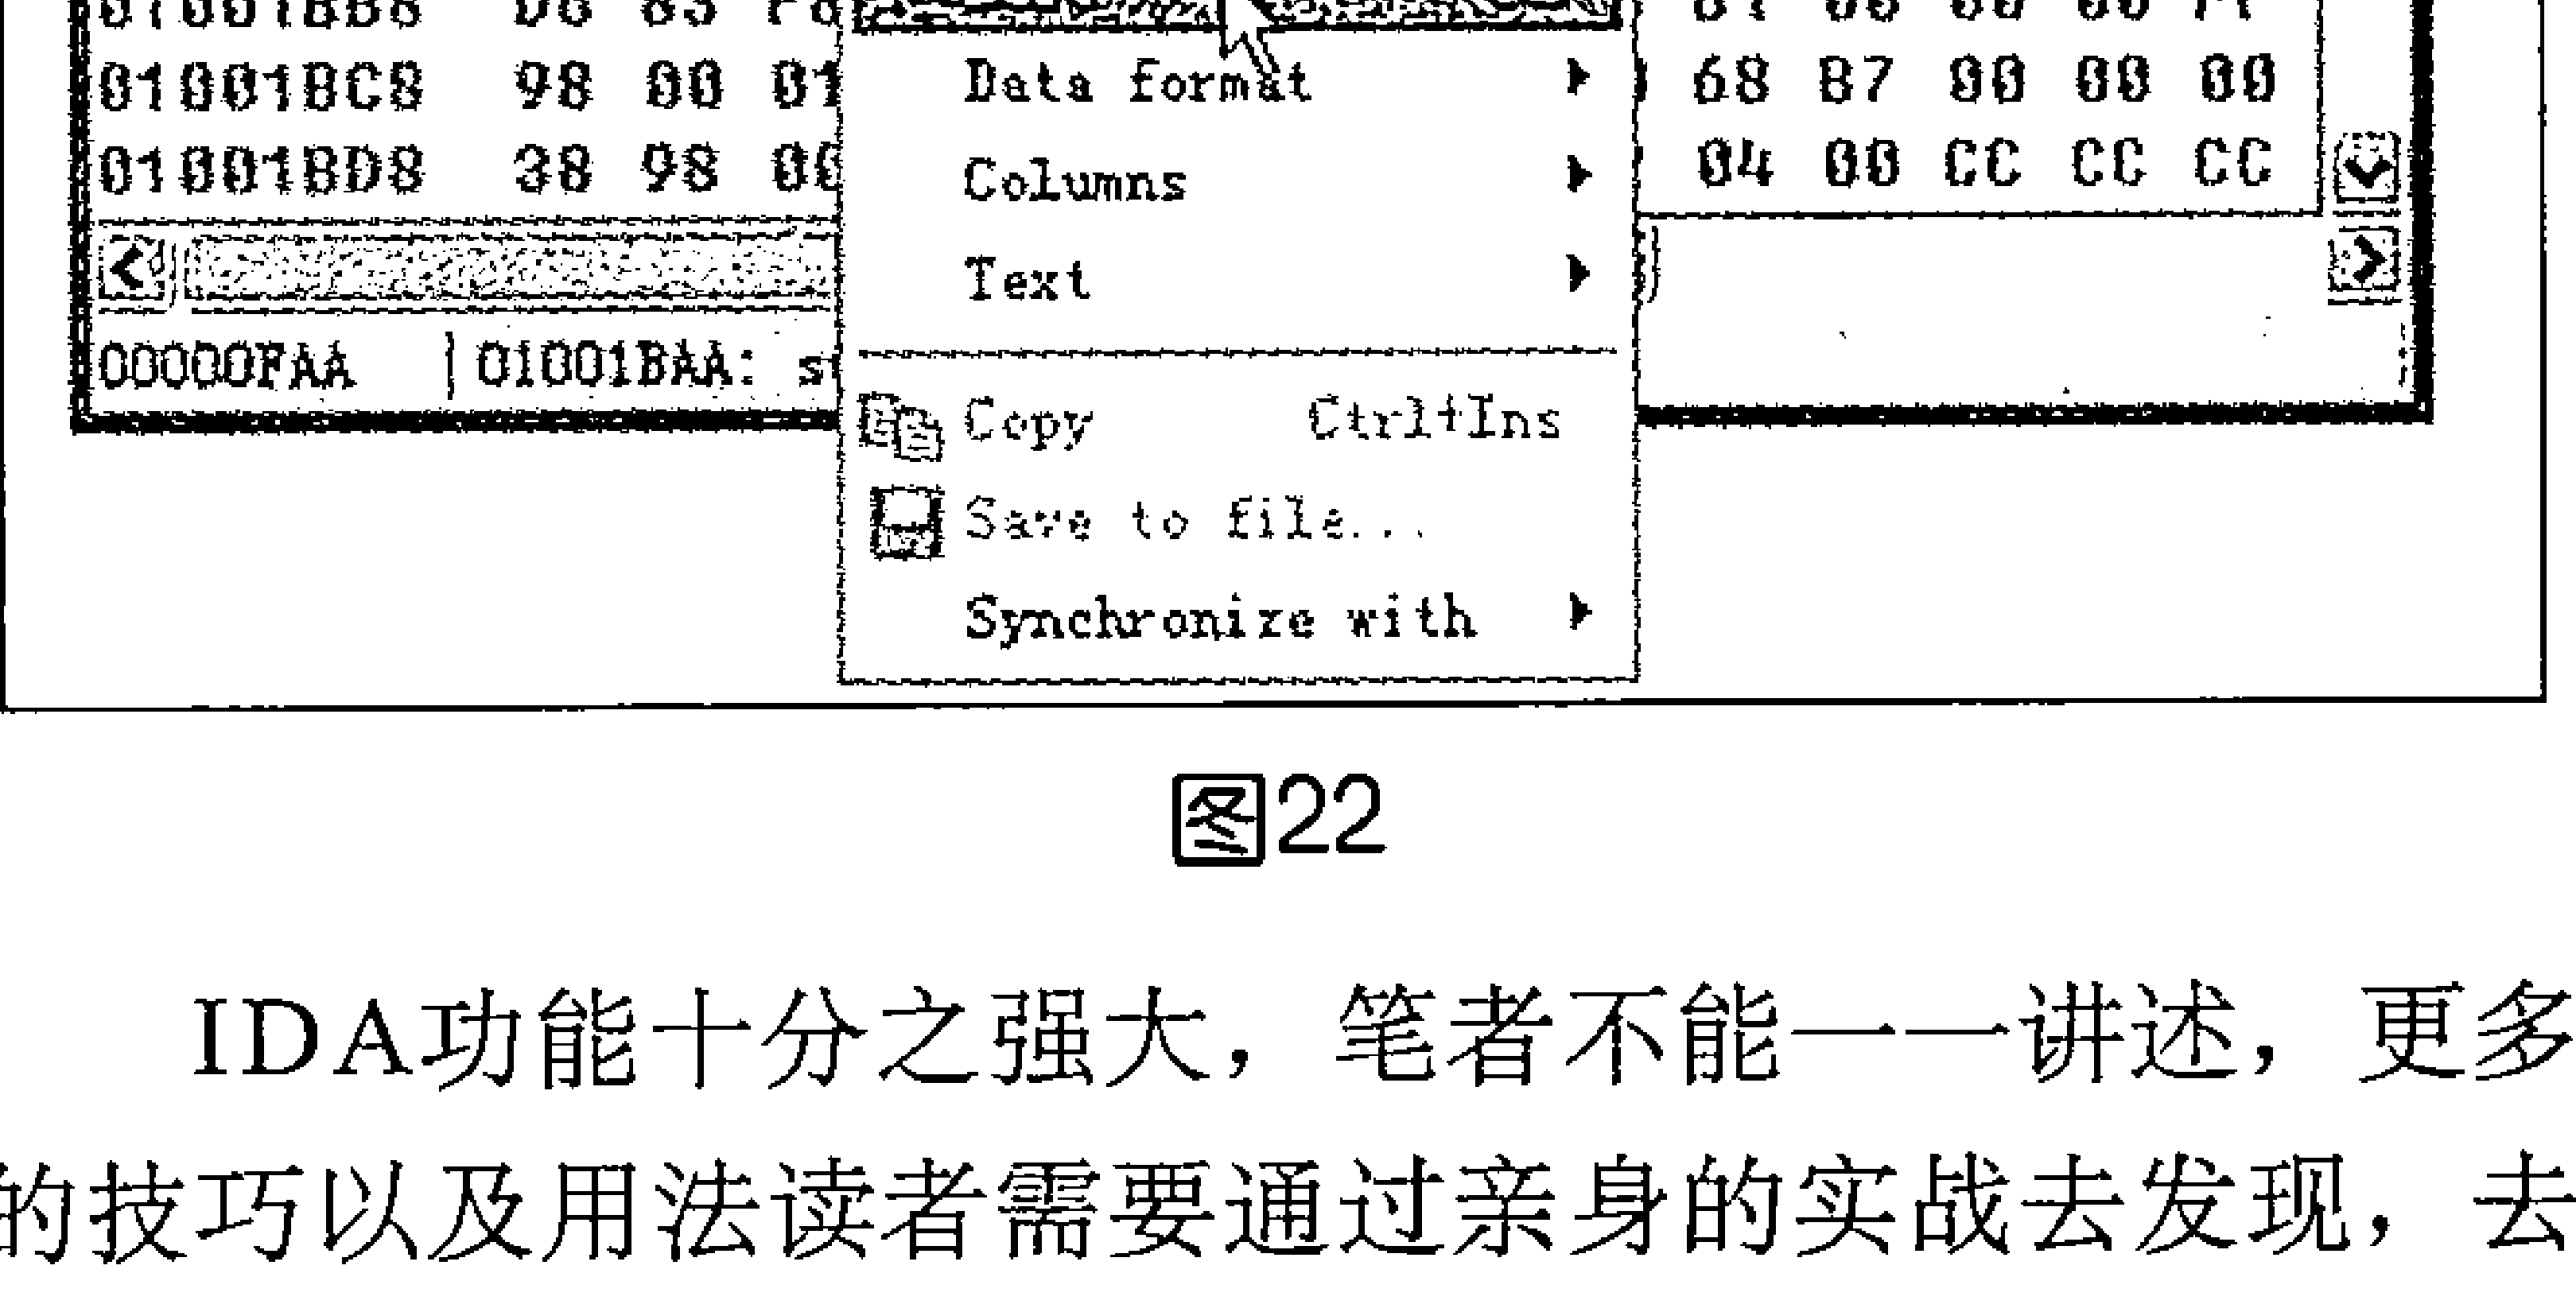 01001BC8 98 00 01 68 B7 00 00 00
01001BD8 38 98 00 04 00 CC CC CC
00000FAA 01001BAA: s
Data format
Columns
Text
Copy Ctrl+Ins
Save to file...
Synchronize with
图22
IDA功能十分之强大，笔者不能一一讲述，更多
的技巧以及用法读者需要通过亲身的实战去发现，去